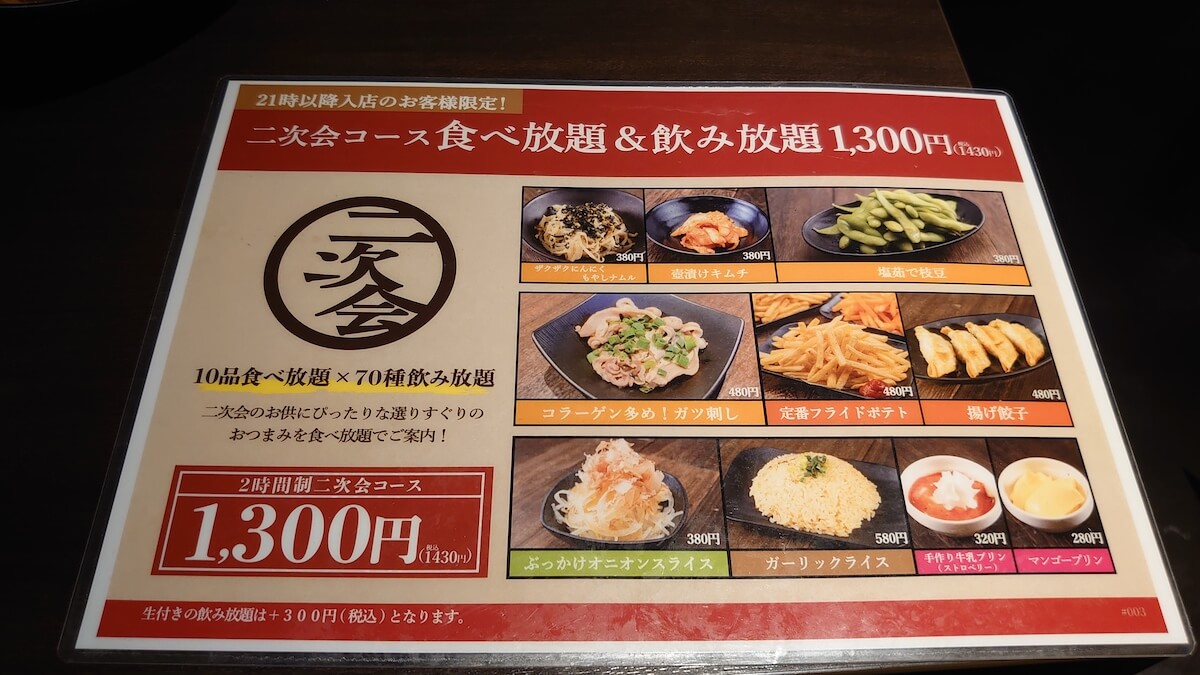 21時以降入店のお客様限定!
二次会コース食べ放題&飲み放題1,300円(税込1430円)
二次会
10品食べ放題×70種飲み放題
二次会のお供にぴったりな選りすぐりの
おつまみを食べ放題でご案内!
2時間制二次会コース
1,300円(税込1430円)
380円
ザクザクにんにく
もやしナムル
380円
壺漬けキムチ
380円
塩茹で枝豆
480円
コラーゲン多め!ガツ刺し
480円
定番フライドポテト
480円
揚げ餃子
380円
ぶっかけオニオンスライス
580円
ガーリックライス
320円
手作り牛乳プリン
(ストロベリー)
280円
マンゴープリン
生付きの飲み放題は+300円(税込)となります。
#003